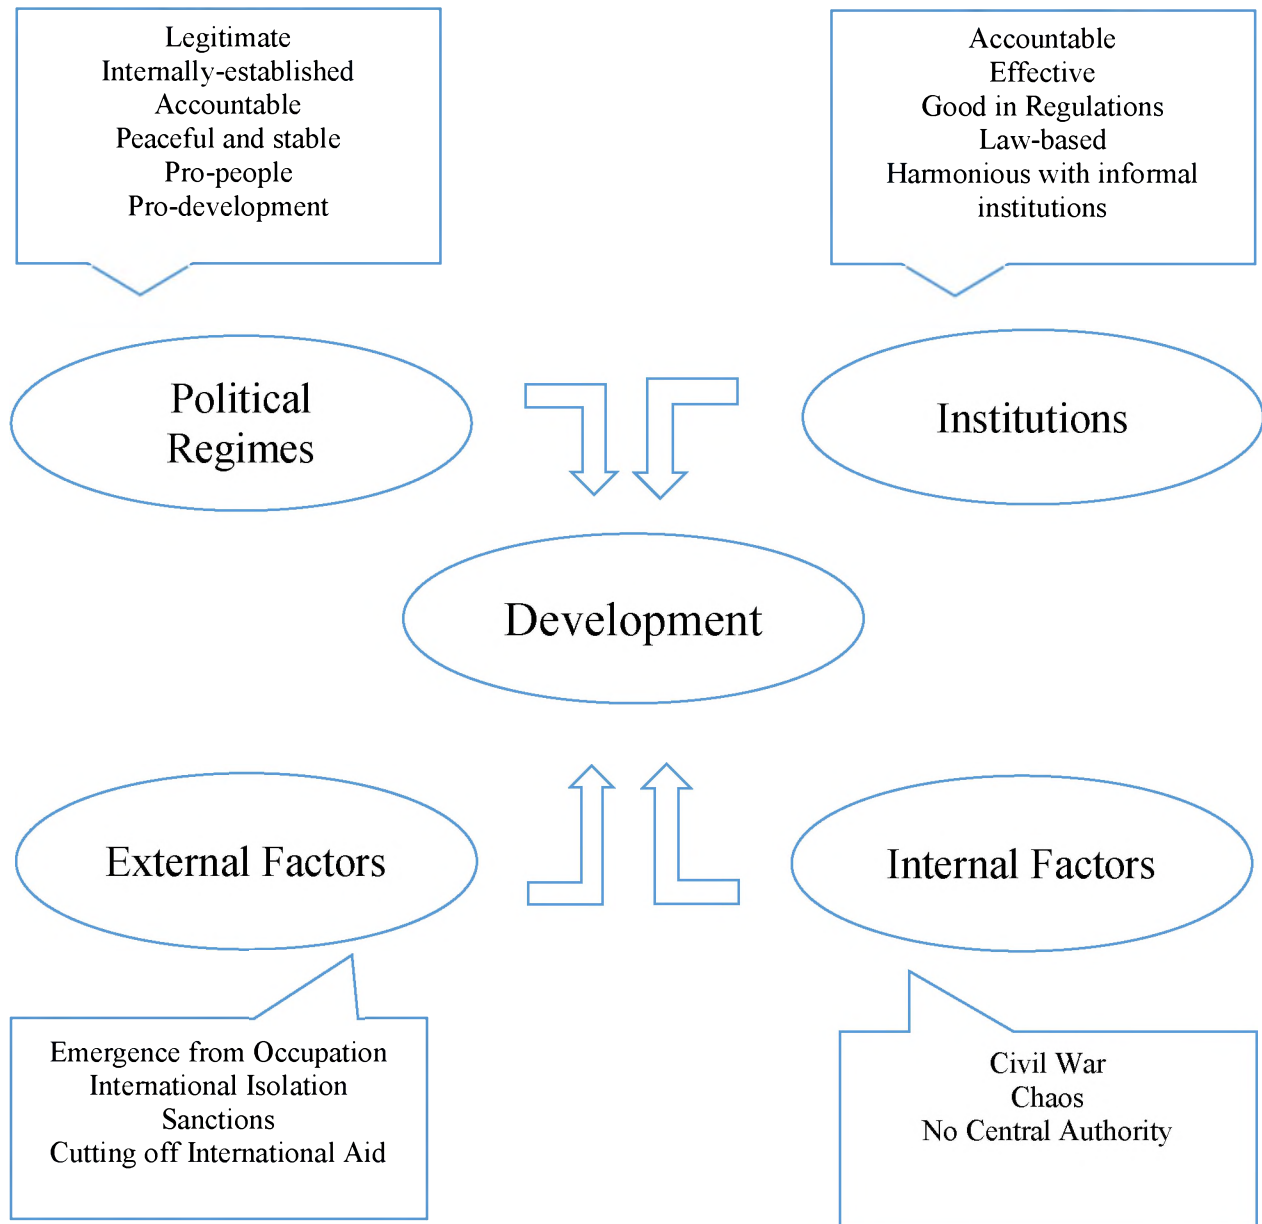 Legitimate
Internally-established
Accountable
Peaceful and stable
Pro-people
Pro-development
Accountable
Effective
Good in Regulations
Law-based
Harmonious with informal
institutions
Political
Regimes
Institutions
Development
External Factors
Internal Factors
Emergence from Occupation
International Isolation
Sanctions
Cutting off International Aid
Civil War
Chaos
No Central Authority